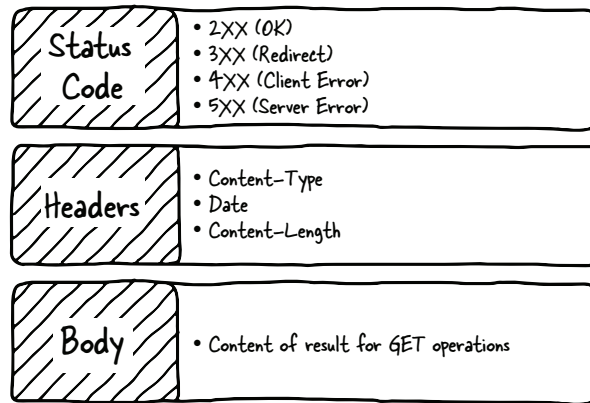 Status
Code
• 2XX (OK)
• 3XX (Redirect)
• 4XX (Client Error)
• 5XX (Server Error)
Headers
• Content-Type
• Date
• Content-Length
Body
• Content of result for GET operations